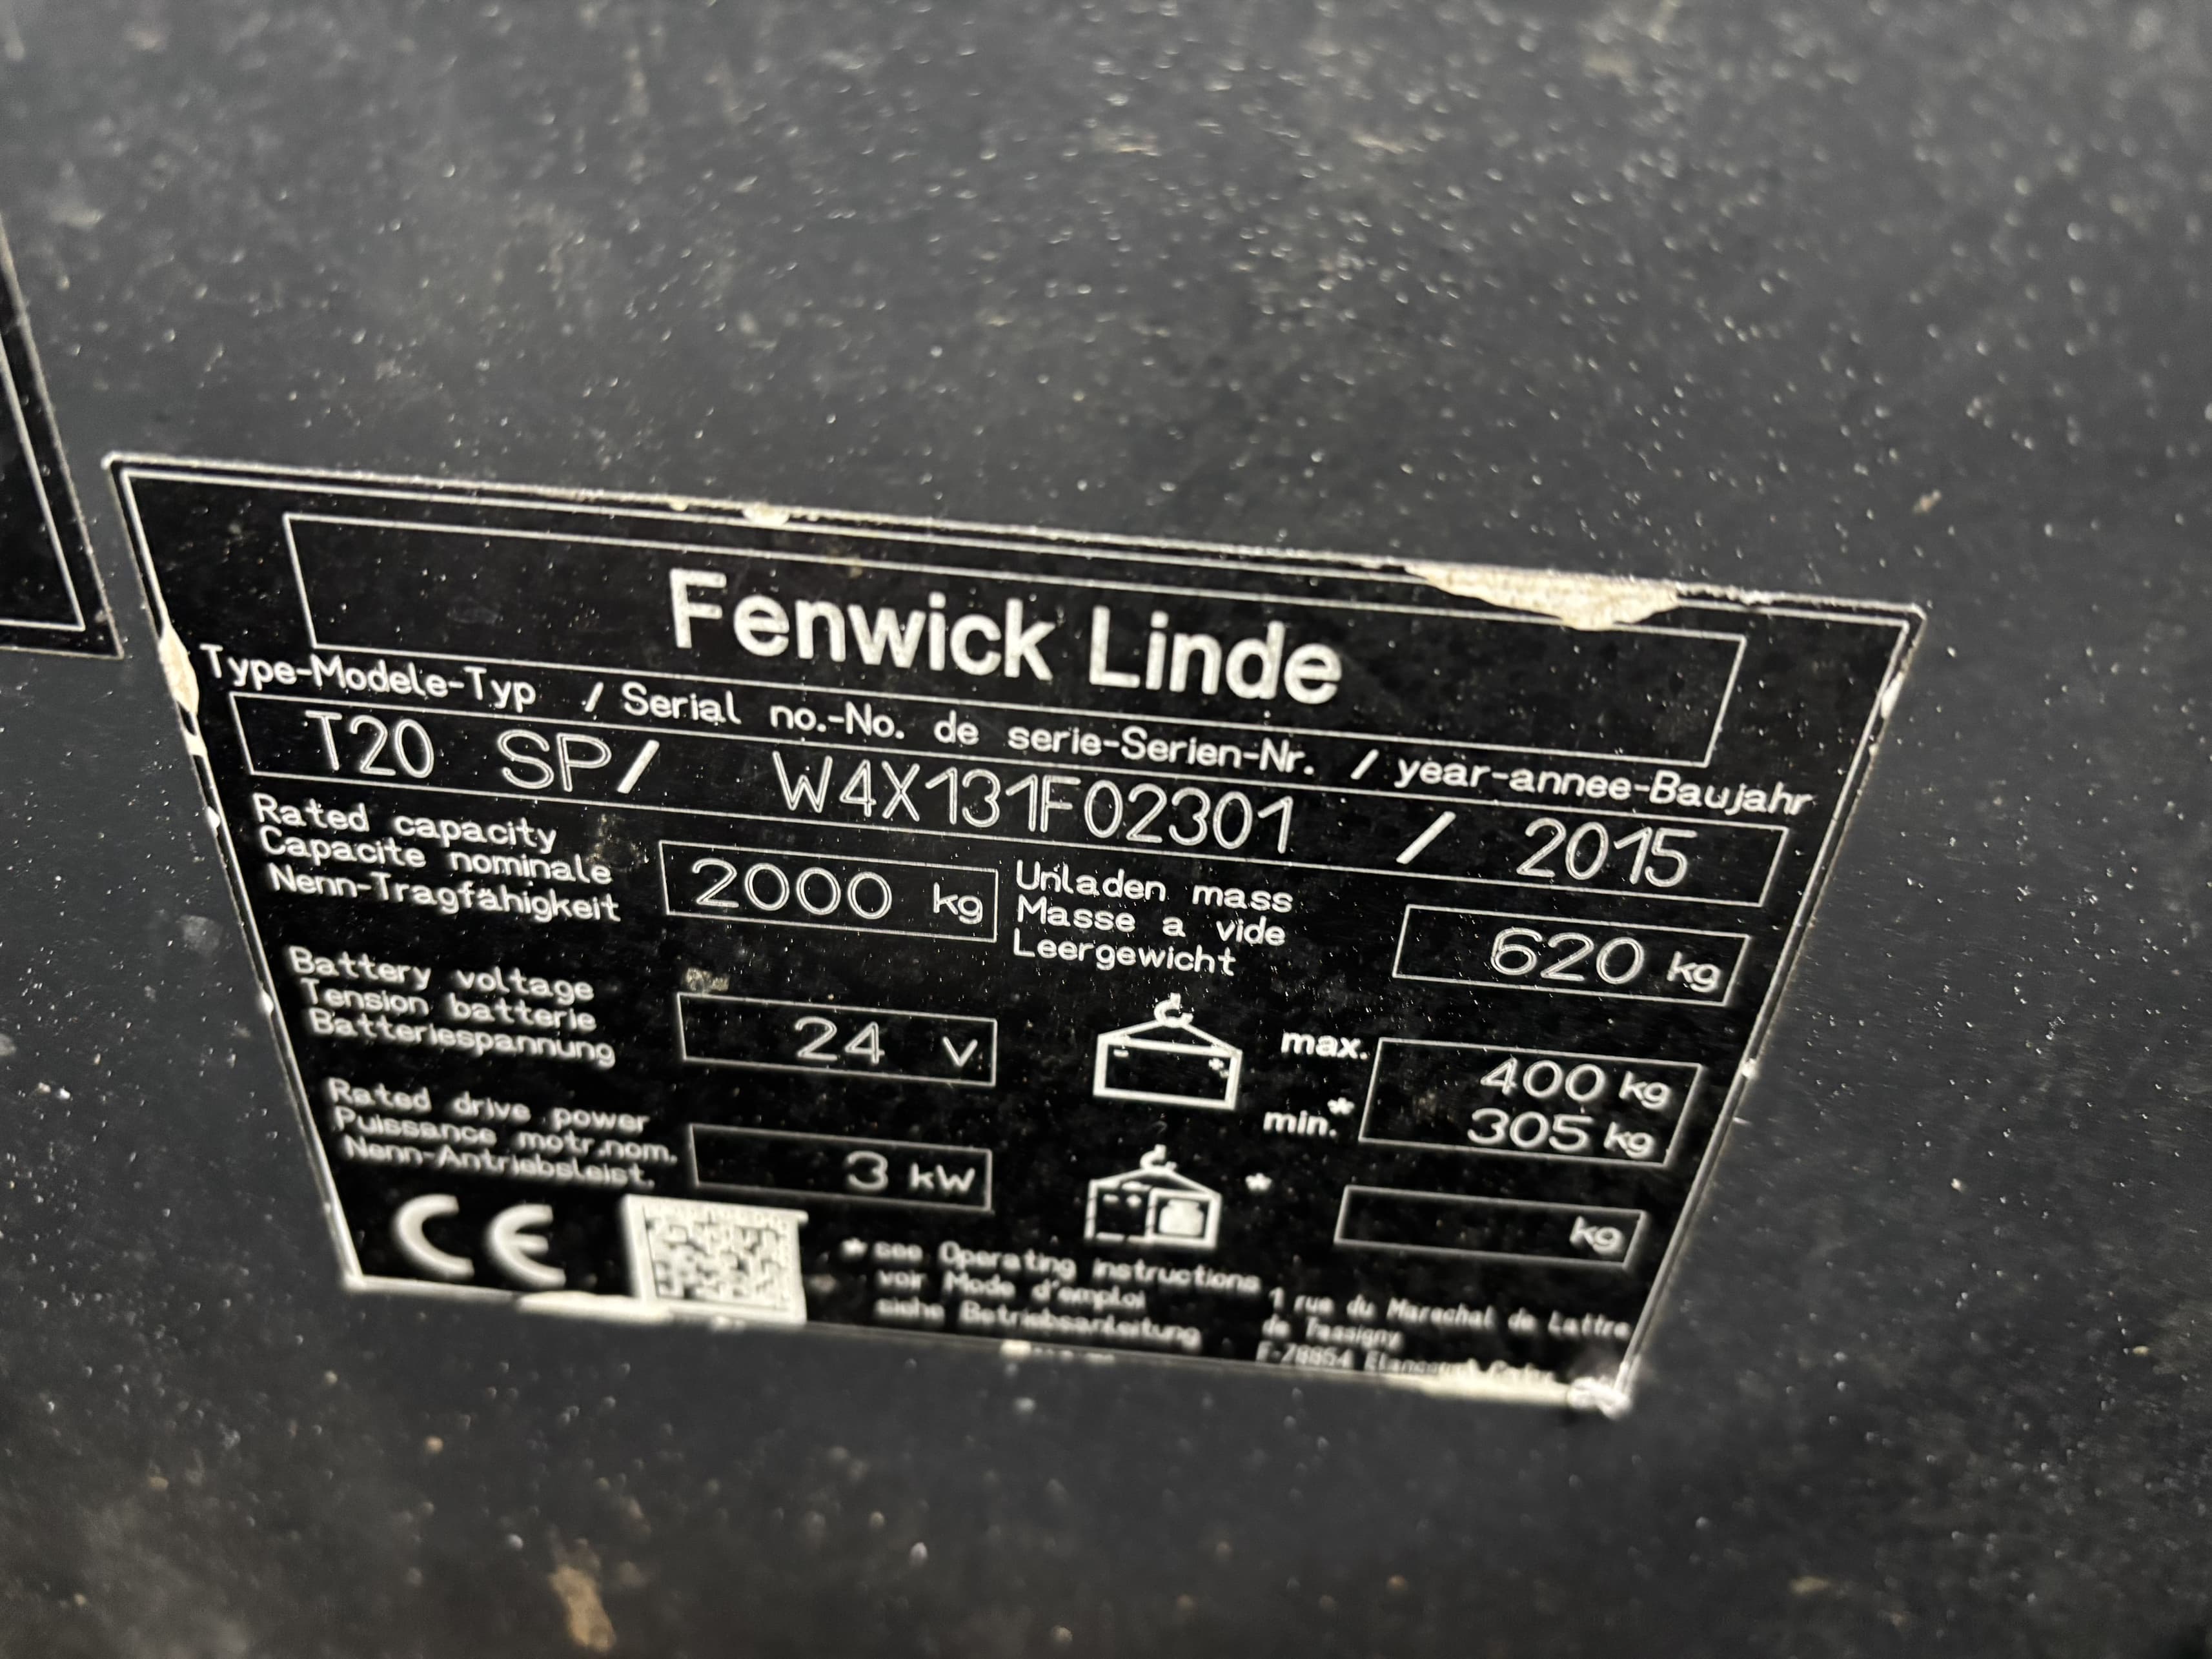 Fenwick Linde
Type-Modele-Typ / Serial no.-No. de serie-Serien-Nr. / year-annee-Baujahr
T20 SP/ W4X131F02301 / 2015
Rated capacity
Capacite nominale
Nenn-Tragfähigkeit
2000 kg
Unladen mass
Masse a vide
Leergewicht
620 kg
Battery voltage
Tension batterie
Batteriespannung
24 V
max. 400 kg
min.* 305 kg
Rated drive power
Puissance motr.nom.
Nenn-Antriebsleist.
3 kW
* kg
CE
* see Operating instructions
voir Mode d'emploi
siehe Betriebsanleitung
1 rue du Marechal de Lattre
de Tassigny
F-78854